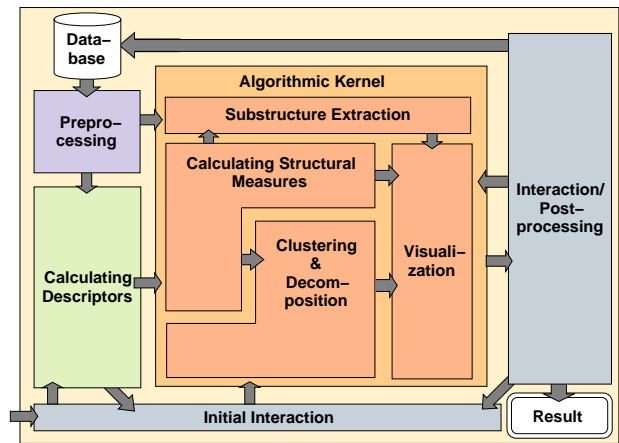 Data–
base
Algorithmic Kernel
Prepro–
cessing
Substructure Extraction
Calculating Structural
Measures
Interaction/
Post–
processing
Calculating
Descriptors
Clustering
&
Decom–
position
Visuali–
zation
Initial Interaction
Result